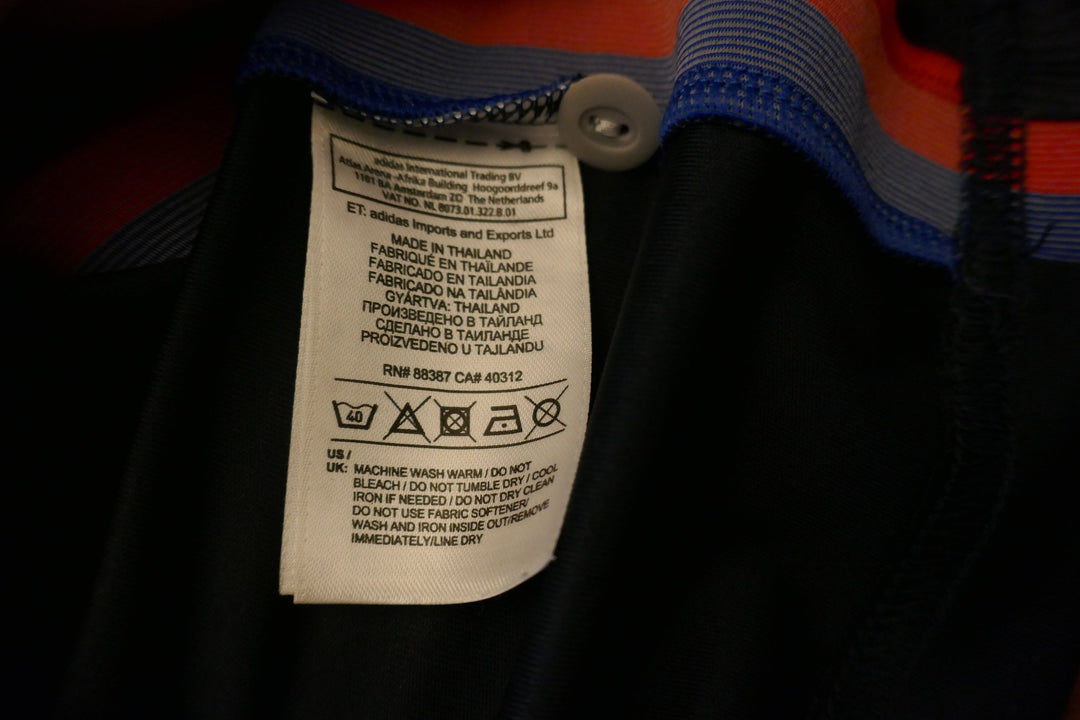 adidas International Trading BV
Atlas Arena -Afrika Building Hoogoorddreef 9a
1101 BA Amsterdam ZO The Netherlands
VAT NO. NL 8073.01.322.B.01
ET: adidas Imports and Exports Ltd
MADE IN THAILAND
FABRIQUÉ EN THAÏLANDE
FABRICADO EN TAILANDIA
FABRICADO NA TAILÂNDIA
GYÁRTVA: THAILAND
ПРОИЗВЕДЕНО В ТАЙЛАНД
СДЕЛАНО В ТАИЛАНДЕ
PROIZVEDENO U TAJLANDU
RN# 88387 CA# 40312
40
US /
UK: MACHINE WASH WARM / DO NOT
BLEACH / DO NOT TUMBLE DRY / COOL
IRON IF NEEDED / DO NOT DRY CLEAN
DO NOT USE FABRIC SOFTENER/
WASH AND IRON INSIDE OUT/REMOVE
IMMEDIATELY/LINE DRY